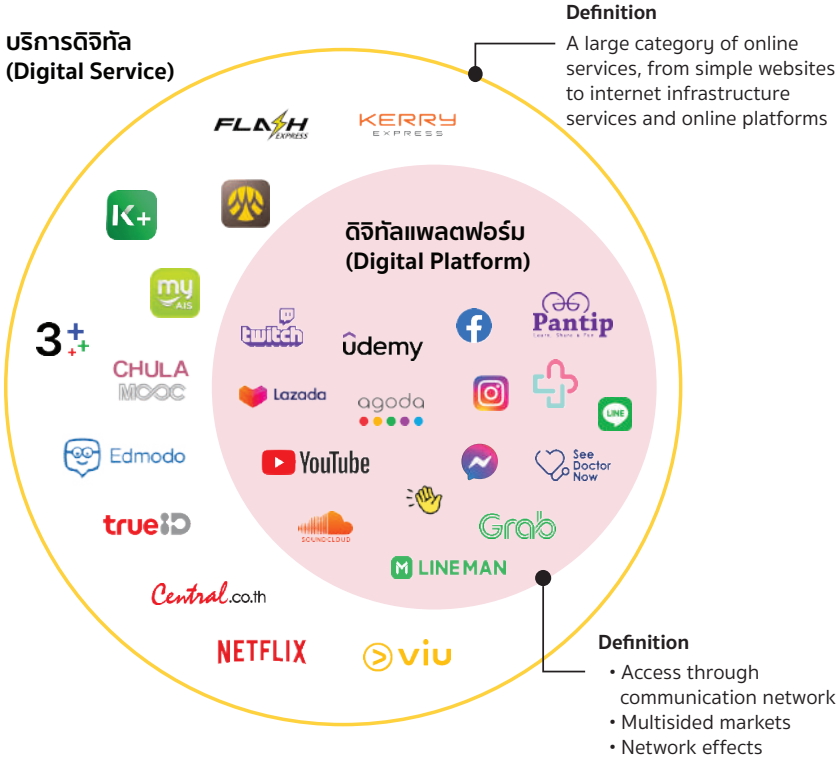 Definition
A large category of online
services, from simple websites
to internet infrastructure
services and online platforms
บริการดิจิทัล
(Digital Service)
FLASH
EXPRESS
KERRY
EXPRESS
K+
ดิจิทัลแพลตฟอร์ม
(Digital Platform)
my
AIS
twitch
ûdemy
Pantip
Learn, Share & Fun
3+
CHULA
MOOC
Lazada
agoda
LINE
Edmodo
YouTube
See
Doctor
Now
trueID
SOUNDCLOUD
Grab
LINEMAN
Central.co.th
NETFLIX
viu
Definition
• Access through
communication network
• Multisided markets
• Network effects